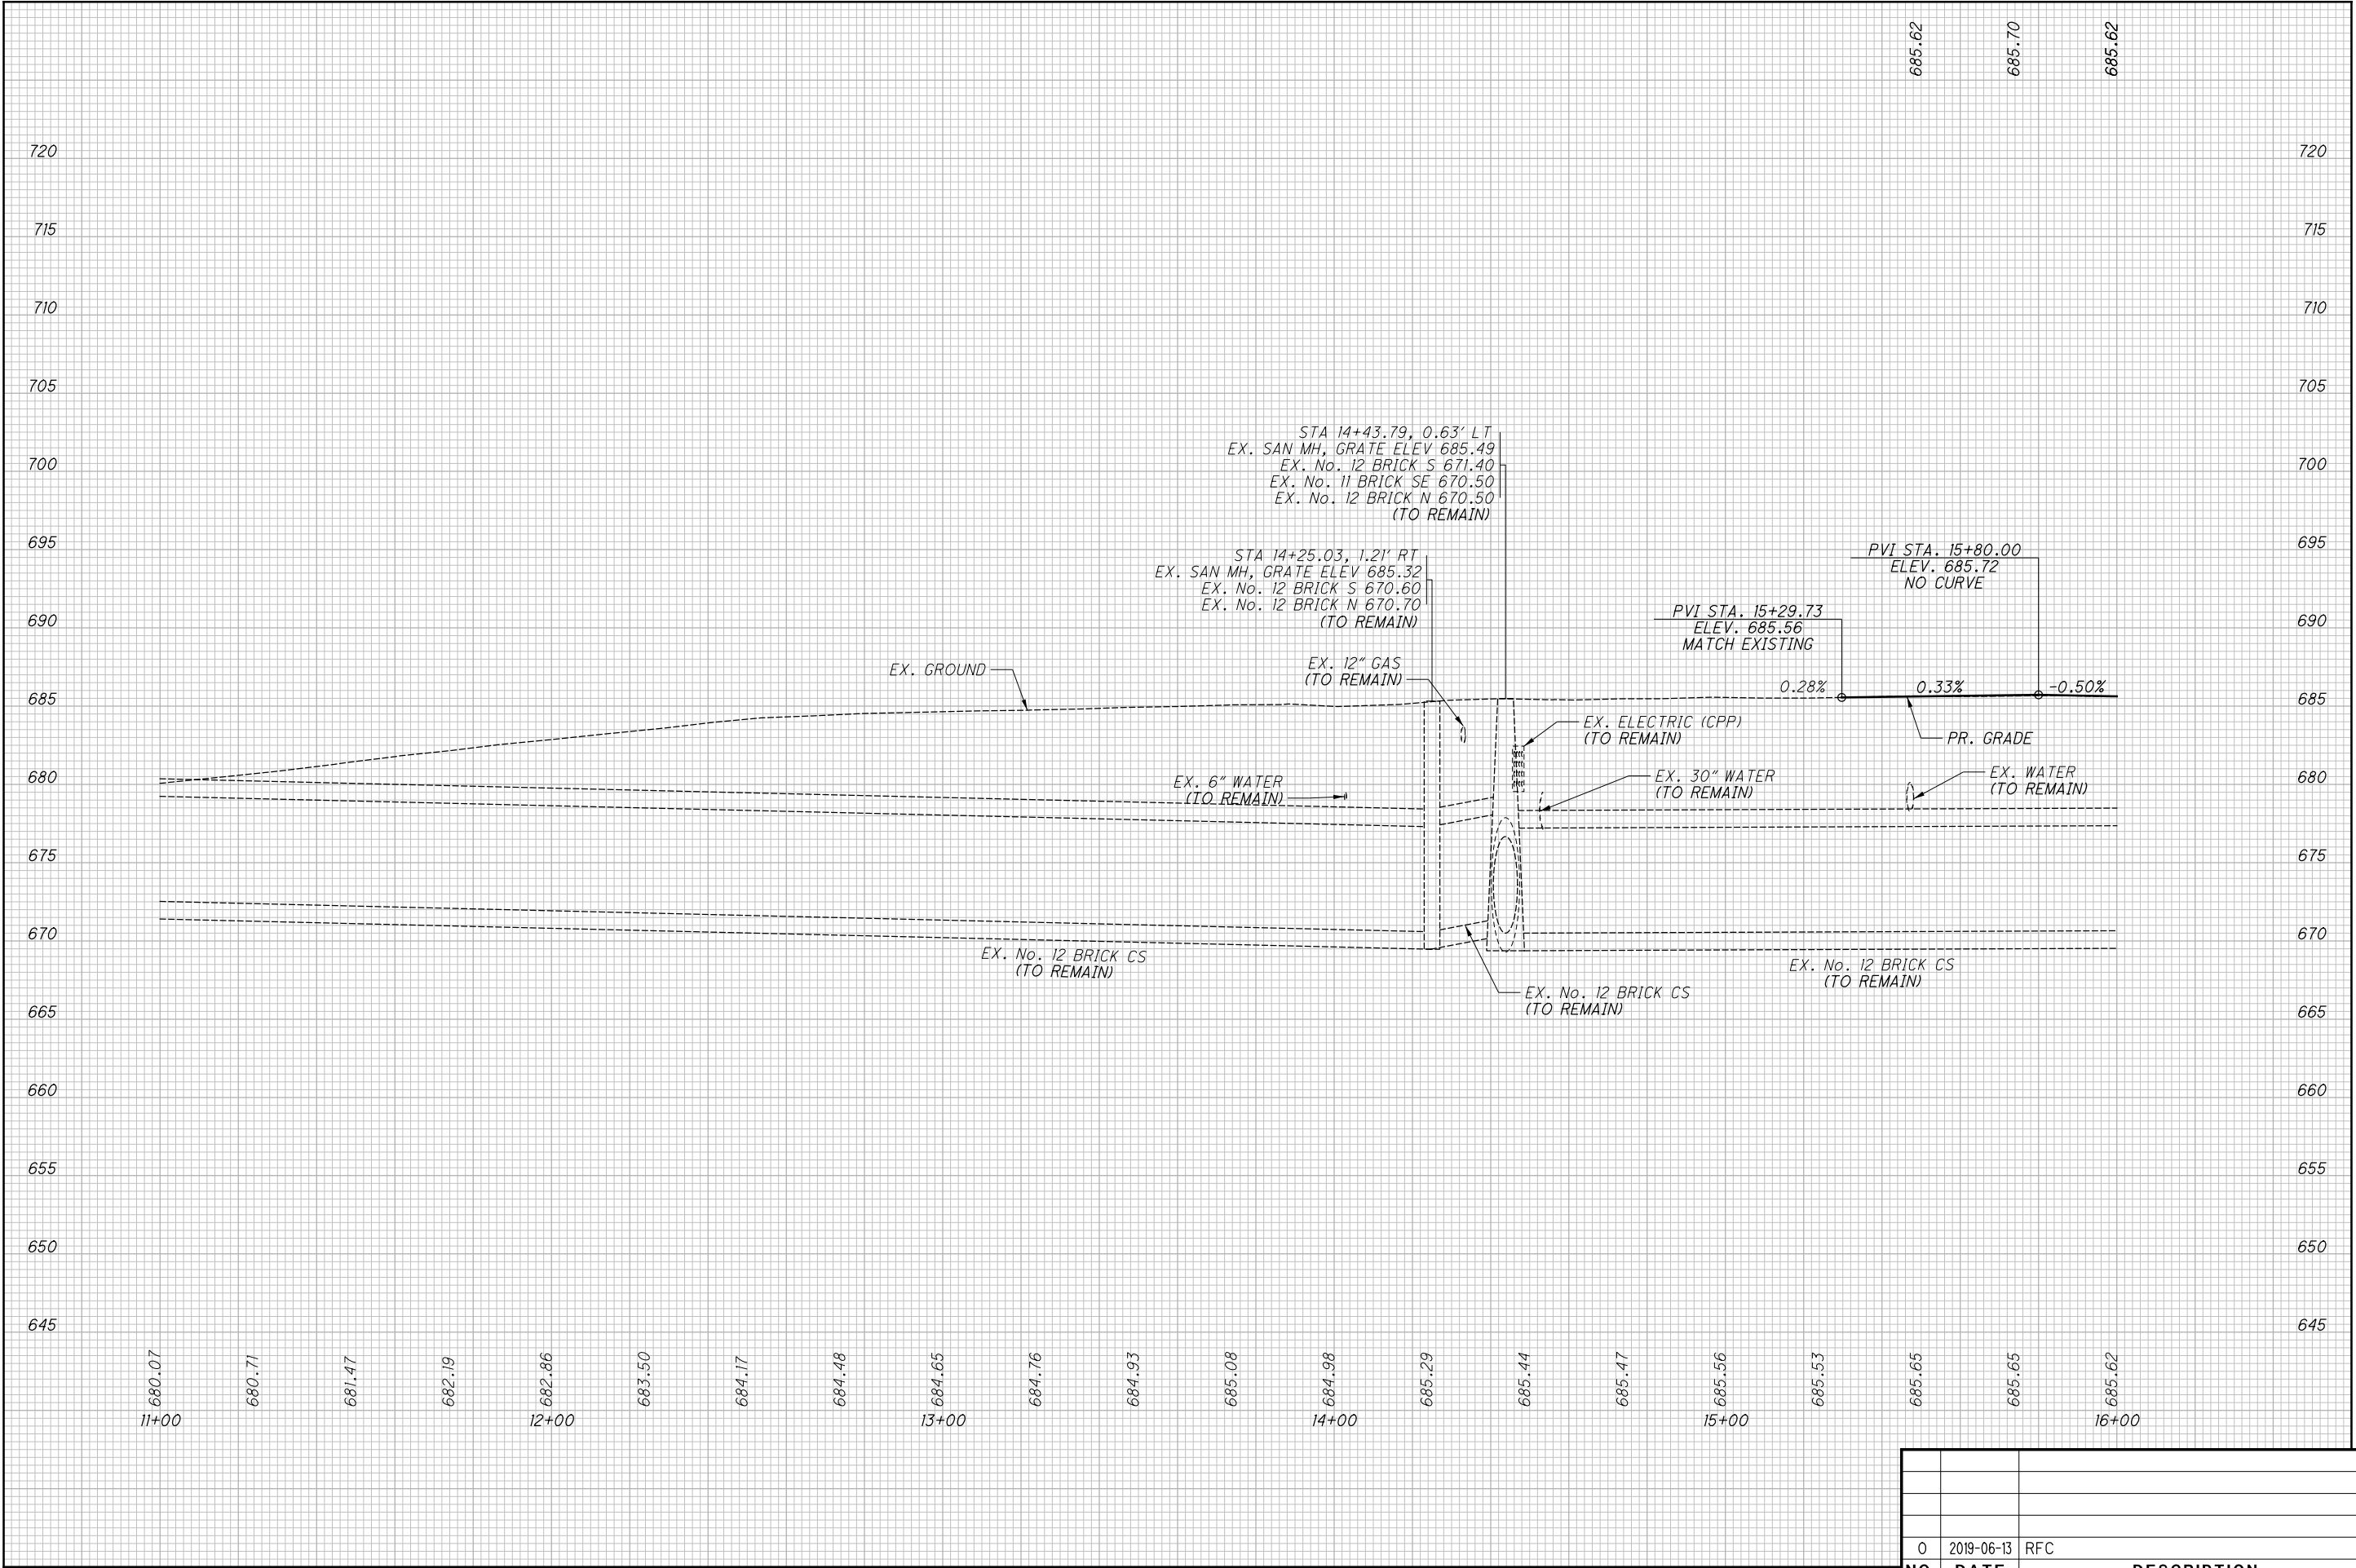 685.62
685.70
685.62
720
720
715
715
710
710
705
705
700
700
695
695
690
690
685
685
680
680
675
675
670
670
665
665
660
660
655
655
650
650
645
645
STA 14+43.79, 0.63' LT
EX. SAN MH, GRATE ELEV 685.49
EX. No. 12 BRICK S 671.40
EX. No. 11 BRICK SE 670.50
EX. No. 12 BRICK N 670.50
(TO REMAIN)
STA 14+25.03, 1.21' RT
EX. SAN MH, GRATE ELEV 685.32
EX. No. 12 BRICK S 670.60
EX. No. 12 BRICK N 670.70
(TO REMAIN)
PVI STA. 15+80.00
ELEV. 685.72
NO CURVE
PVI STA. 15+29.73
ELEV. 685.56
MATCH EXISTING
EX. GROUND
EX. 12" GAS
(TO REMAIN)
0.28%
0.33%
-0.50%
EX. ELECTRIC (CPP)
(TO REMAIN)
PR. GRADE
EX. 6" WATER
(TO REMAIN)
EX. 30" WATER
(TO REMAIN)
EX. WATER
(TO REMAIN)
EX. No. 12 BRICK CS
(TO REMAIN)
EX. No. 12 BRICK CS
(TO REMAIN)
EX. No. 12 BRICK CS
(TO REMAIN)
680.07
680.71
681.47
682.19
682.86
683.50
684.17
684.48
684.65
684.76
684.93
685.08
684.98
685.29
685.44
685.47
685.56
685.53
685.65
685.65
685.62
11+00
12+00
13+00
14+00
15+00
16+00
0 2019-06-13 RFC
NO DATE DESCRIPTION